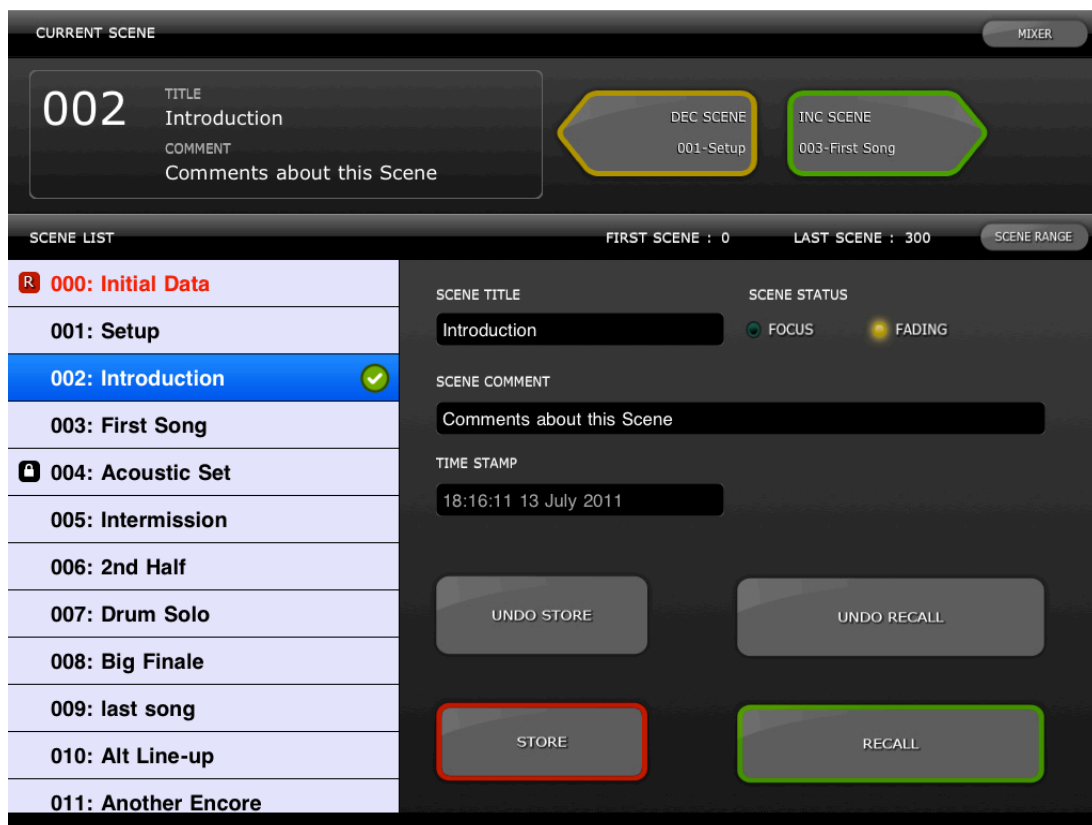 CURRENT SCENE
MIXER
002
TITLE
Introduction
COMMENT
Comments about this Scene
DEC SCENE
001-Setup
INC SCENE
003-First Song
SCENE LIST
FIRST SCENE : 0
LAST SCENE : 300
SCENE RANGE
R 000: Initial Data
001: Setup
002: Introduction
003: First Song
004: Acoustic Set
005: Intermission
006: 2nd Half
007: Drum Solo
008: Big Finale
009: last song
010: Alt Line-up
011: Another Encore
SCENE TITLE
Introduction
SCENE STATUS
FOCUS
FADING
SCENE COMMENT
Comments about this Scene
TIME STAMP
18:16:11 13 July 2011
UNDO STORE
UNDO RECALL
STORE
RECALL